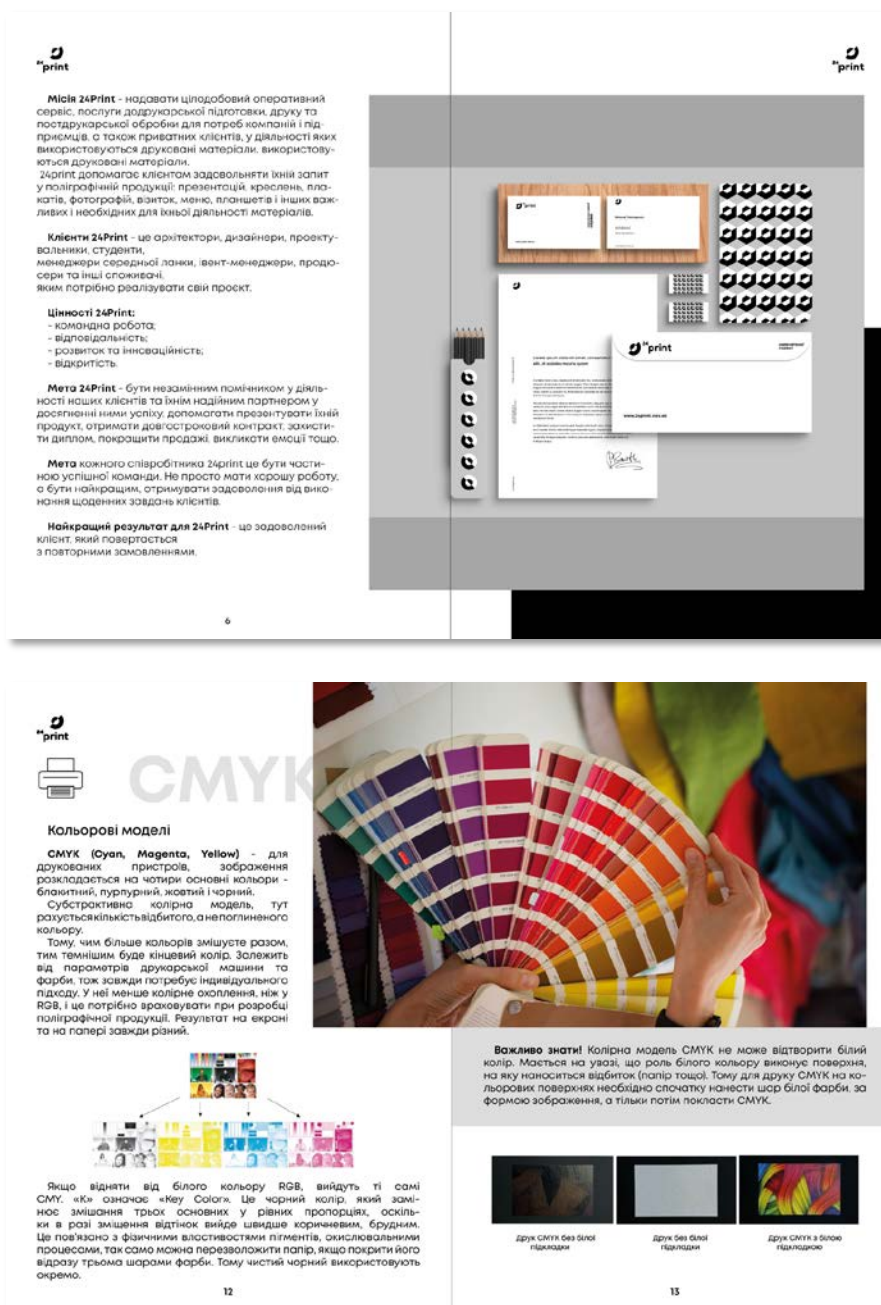 24print
24print
Місія 24Print - надавати цілодобовий оперативний
сервіс, послуги додрукарської підготовки, друку та
постдрукарської обробки для потреб компаній і під-
приємців, а також приватних клієнтів, у діяльності яких
використовуються друковані матеріали. використову-
ються друковані матеріали.
24print допомагає клієнтам задовольняти їхній запит
у поліграфічній продукції: презентацій, креслень, пла-
катів, фотографій, візиток, меню, планшетів і інших важ-
ливих і необхідних для їхньої діяльності матеріалів.
Клієнти 24Print - це архітектори, дизайнери, проекту-
вальники, студенти,
менеджери середньої ланки, івент-менеджери, продю-
сери та інші споживачі,
яким потрібно реалізувати свій проєкт.
Цінності 24Print:
- командна робота;
- відповідальність;
- розвиток та інноваційність;
- відкритість.
Мета 24Print - бути незамінним помічником у діяль-
ності наших клієнтів та їхнім надійним партнером у
досягненні ними успіху, допомагати презентувати їхній
продукт, отримати довгостроковий контракт, захисти-
ти диплом, покращити продажі, викликати емоції тощо.
Мета кожного співробітника 24print це бути части-
ною успішної команди. Не просто мати хорошу роботу,
а бути найкращим, отримувати задоволення від вико-
нання щоденних завдань клієнтів.
Найкращий результат для 24Print - це задоволений
клієнт, який повертається
з повторними замовленнями.
6
24print
24print
24print
CMYK
Кольорові моделі
CMYK (Cyan, Magenta, Yellow) - для
друкованих пристроїв, зображення
розкладається на чотири основні кольори -
блакитний, пурпурний, жовтий і чорний.
Субстрактивна колірна модель, тут
рахується кількість відбитого, а не поглиненого
кольору.
Тому, чим більше кольорів змішуєте разом,
тим темнішим буде кінцевий колір. Залежить
від параметрів друкарської машини та
фарби, тож завжди потребує індивідуального
підходу. У неї менше колірне охоплення, ніж у
RGB, і це потрібно враховувати при розробці
поліграфічної продукції. Результат на екрані
та на папері завжди різний.
Якщо відняти від білого кольору RGB, вийдуть ті самі
CMY. «К» означає «Key Color». Це чорний колір, який замі-
нює змішання трьох основних у рівних пропорціях, оскіль-
ки в разі зміщення відтінок вийде швидше коричневим, брудним.
Це пов'язано з фізичними властивостями пігментів, окислювальними
процесами, так само можна перезволожити папір, якщо покрити його
відразу трьома шарами фарби. Тому чистий чорний використовують
окремо.
12
Важливо знати! Колірна модель CMYK не може відтворити білий
колір. Мається на увазі, що роль білого кольору виконує поверхня,
на яку наноситься відбиток (папір тощо). Тому для друку CMYK на ко-
льорових поверхнях необхідно спочатку нанести шар білої фарби, за
формою зображення, а тільки потім покласти CMYK.
Друк CMYK без білої
підкладки
Друк без білої
підкладки
Друк CMYK з білою
підкладкою
13